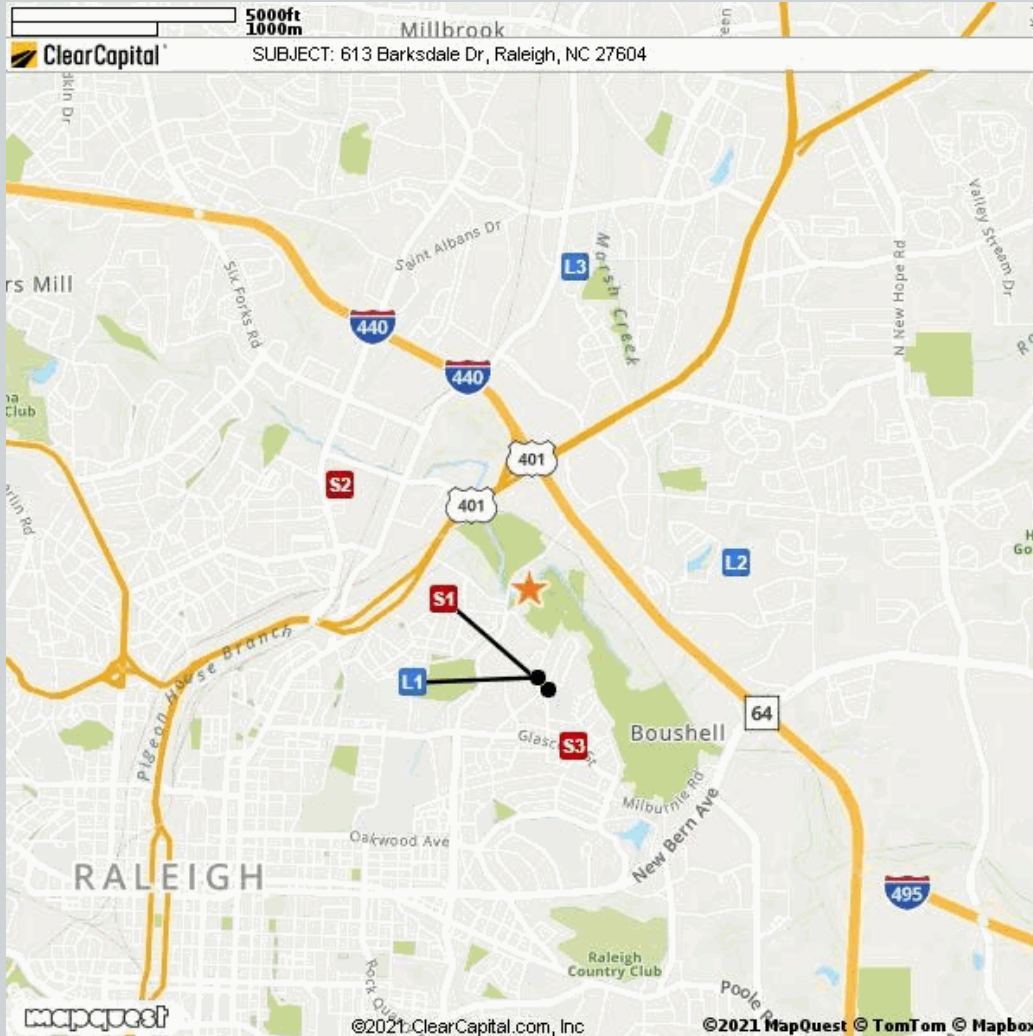 5000ft
1000m
Millbrook
ClearCapital
SUBJECT: 613 Barksdale Dr, Raleigh, NC 27604
Saint Albans Dr
L3
Marsh Creek
Valley Stream Dr
N New Hope Rd
rs Mill
Six Forks Rd
440
440
Club
401
S2
401
L2
S1
Pigeon House Branch
L1
64
Boushell
S3
Milburnie Rd
New Bern Ave
Oakwood Ave
RALEIGH
495
Raleigh
Country Club
Poole R
mapquest
©2021 ClearCapital.com, Inc
©2021 MapQuest © TomTom © Mapbo